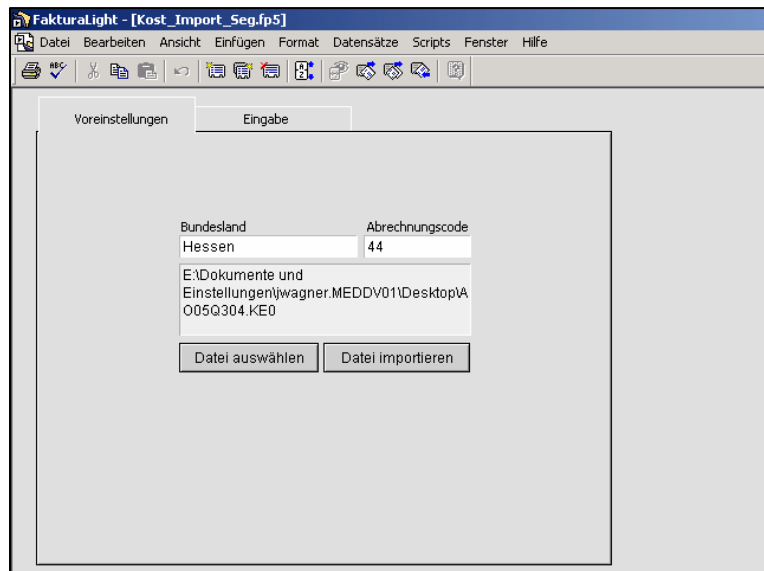 FakturaLight - [Kost_Import_Seg.fp5]
Datei Bearbeiten Ansicht Einfügen Format Datensätze Scripts Fenster Hilfe
Voreinstellungen Eingabe
Bundesland Abrechnungscode
Hessen 44
E:\Dokumente und
Einstellungen\jwagner.MEDDV01\Desktop\A
O05Q304.KE0
Datei auswählen Datei importieren